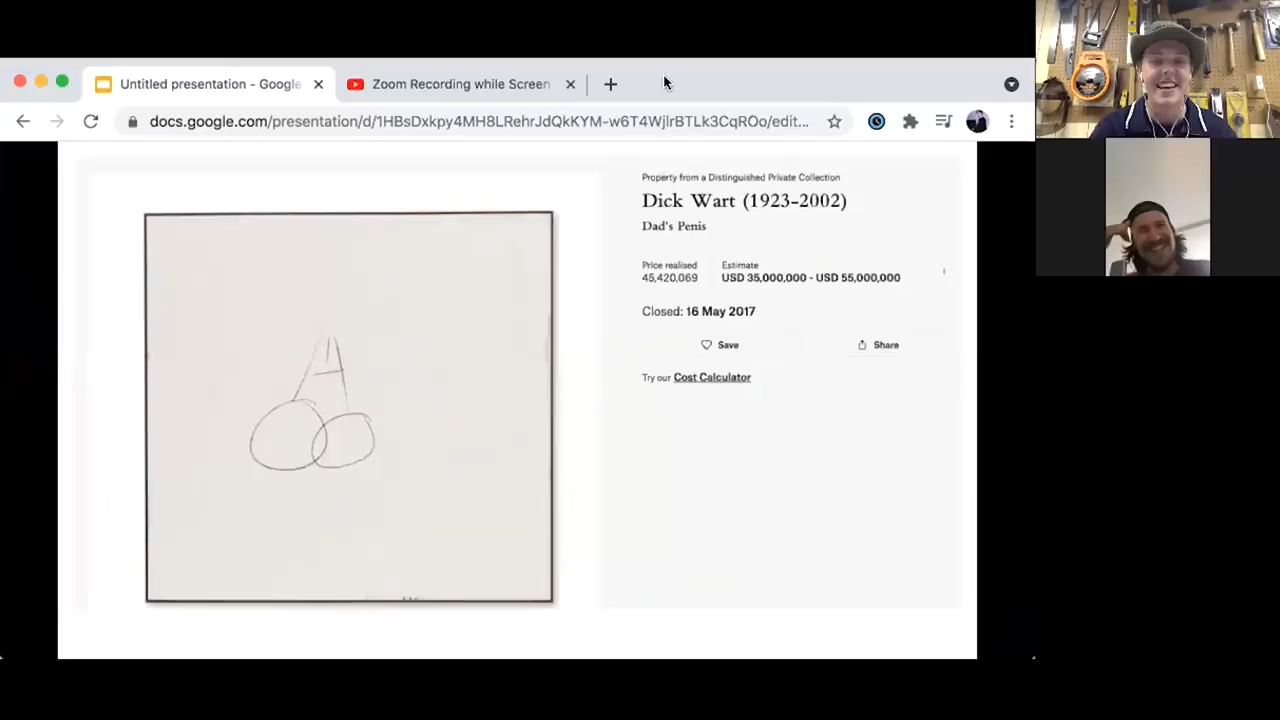 Untitled presentation - Google
Zoom Recording while Screen
docs.google.com/presentation/d/1HBsDxkpy4MH8LRehrJdQkKYM-w6T4WjlrBTLk3CqROo/edit...
Property from a Distinguished Private Collection
Dick Wart (1923-2002)
Dad's Penis
Price realised Estimate
45,420,069 USD 35,000,000 - USD 55,000,000
Closed: 16 May 2017
Save Share
Try our Cost Calculator